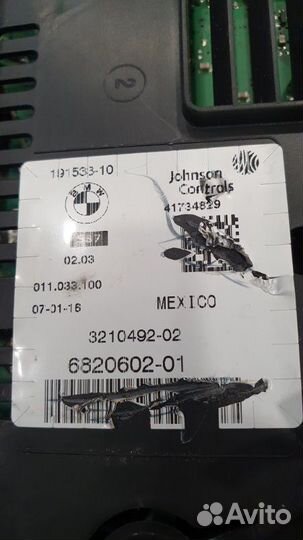 2
191533-10
BMW
Johnson
Controls
41734829
02.03
011.033.100
07-01-16
MEXICO
3210492-02
6820602-01
Avito